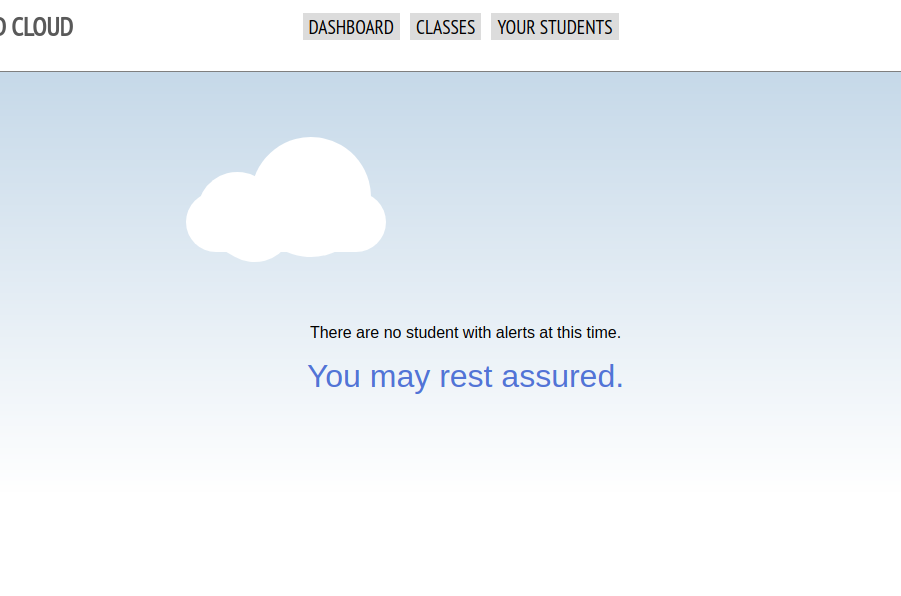 CLOUD DASHBOARD CLASSES YOUR STUDENTS
There are no student with alerts at this time.
You may rest assured.